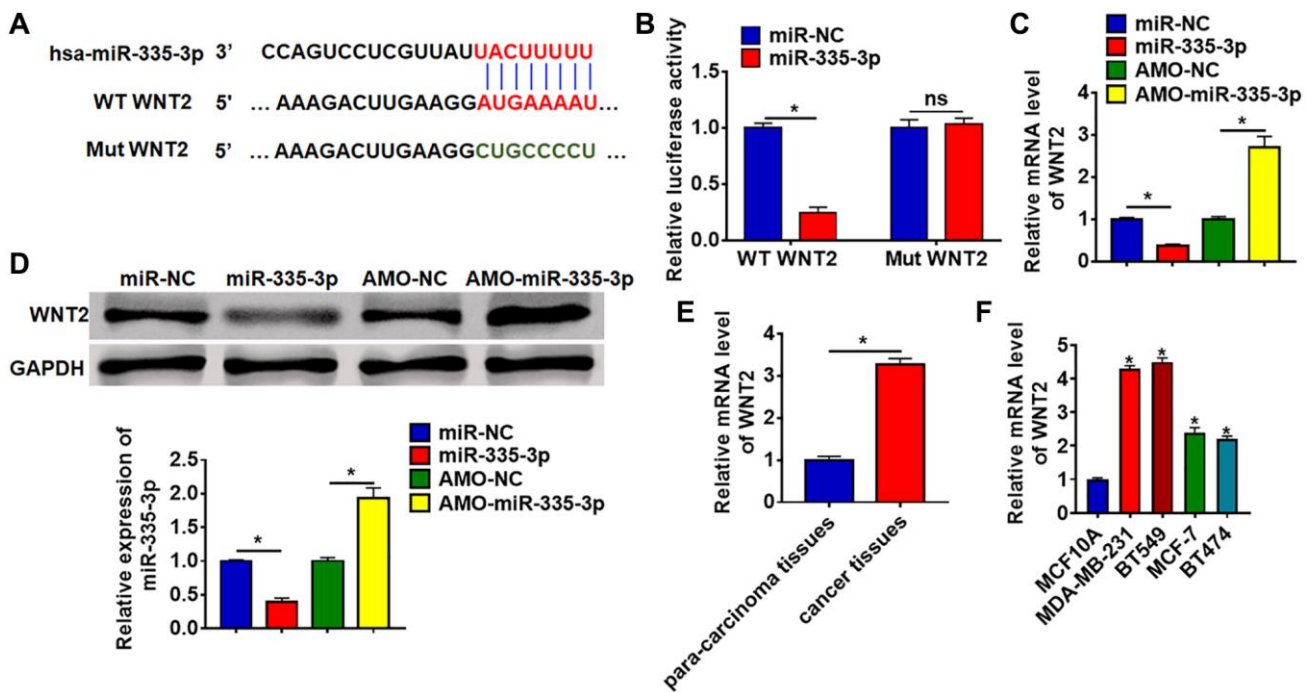 A
hsa-miR-335-3p 3' CCAGUCCUCGUUAUUACUUUUU
WT WNT2 5' ... AAAGACUUGAAGGAUGAAAAU...
Mut WNT2 5' ... AAAGACUUGAAGGCUGCCCCU ...
B
miR-NC
miR-335-3p
Relative luciferase activity
1.5
1.0
0.5
0.0
*
ns
WT WNT2 Mut WNT2
C
miR-NC
miR-335-3p
AMO-NC
AMO-miR-335-3p
Relative mRNA level
of WNT2
4
3
2
1
0
*
*
D
miR-NC miR-335-3p AMO-NC AMO-miR-335-3p
WNT2
GAPDH
Relative expression of
miR-335-3p
2.5
2.0
1.5
1.0
0.5
0.0
*
*
miR-NC
miR-335-3p
AMO-NC
AMO-miR-335-3p
E
Relative mRNA level
of WNT2
4
3
2
1
0
*
para-carcinoma tissues
cancer tissues
F
Relative mRNA level
of WNT2
5
4
3
2
1
0
* * * *
MCF10A
MDA-MB-231
BT549
MCF-7
BT474